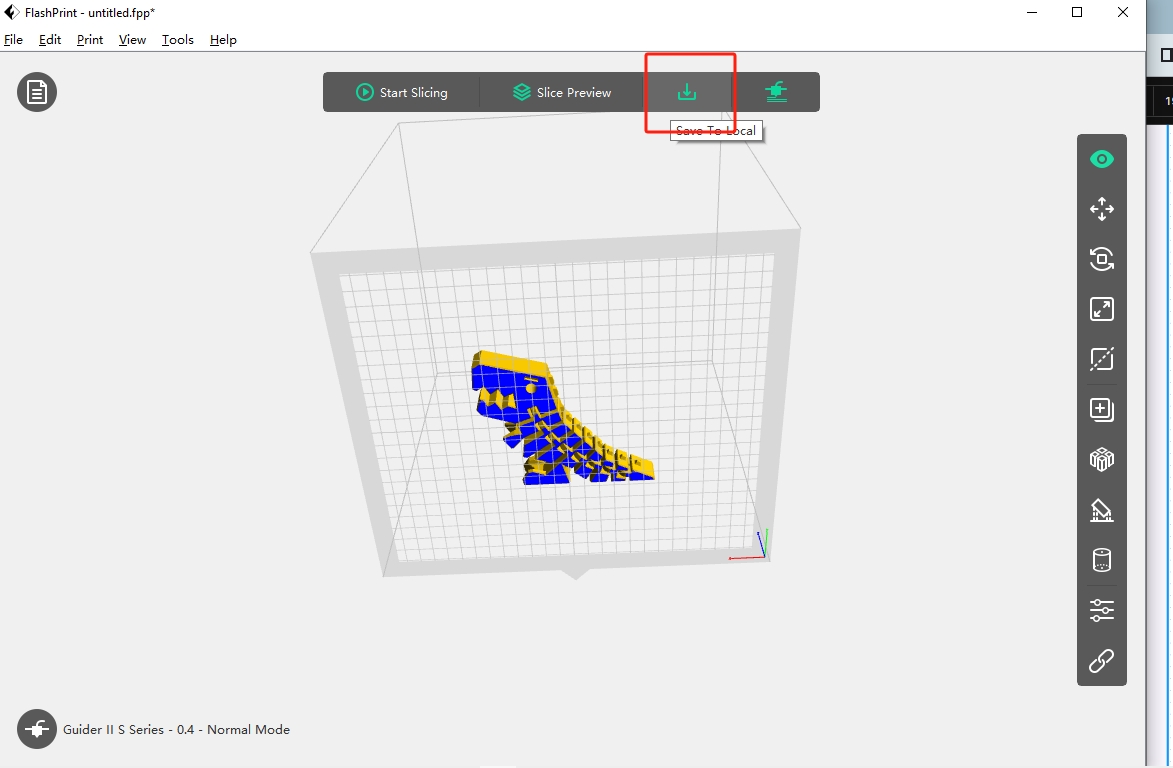 FlashPrint - untitled.fpp*
File Edit Print View Tools Help
Start Slicing Slice Preview
Save To Local
Guider II S Series - 0.4 - Normal Mode